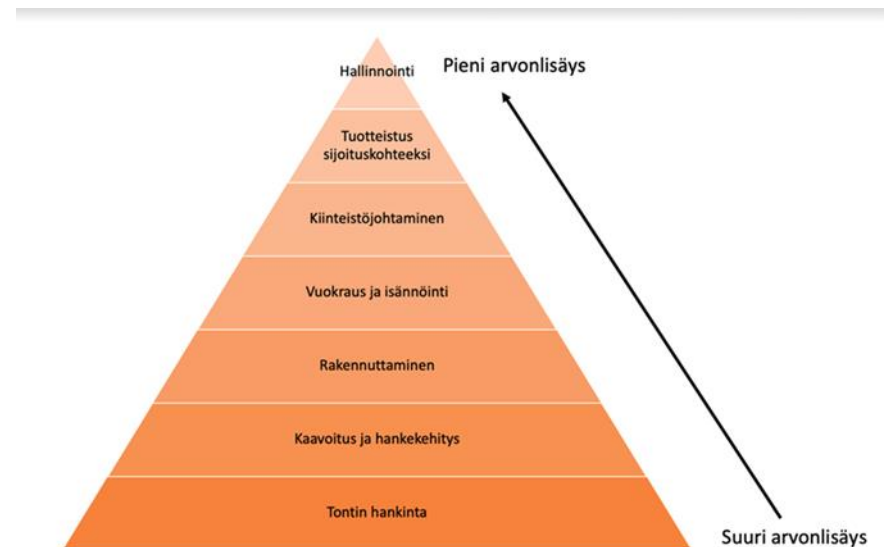 Hallinnointi
Pieni arvonlisäys
Tuotteistus
sijoituskohteeksi
Kiinteistöjohtaminen
Vuokraus ja isännöinti
Rakennuttaminen
Kaavoitus ja hankekehitys
Tontin hankinta
Suuri arvonlisäys